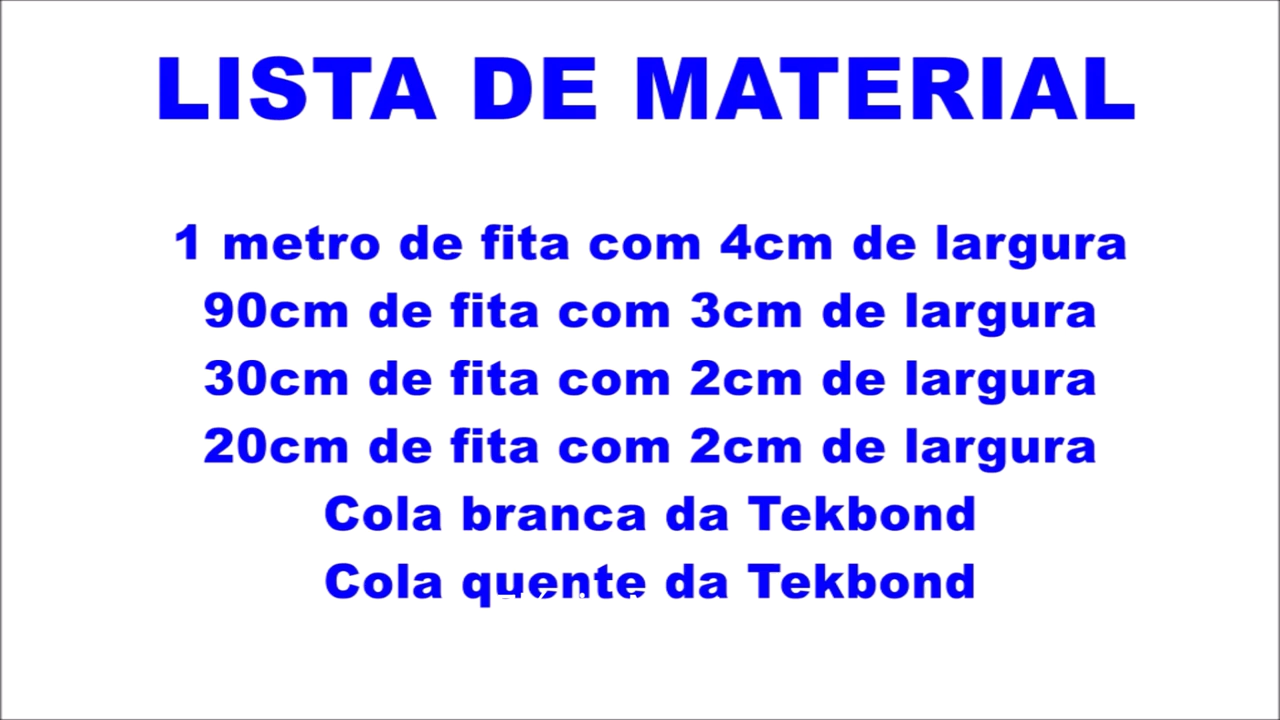 LISTA DE MATERIAL
1 metro de fita com 4cm de largura
90cm de fita com 3cm de largura
30cm de fita com 2cm de largura
20cm de fita com 2cm de largura
Cola branca da Tekbond
Cola quente da Tekbond